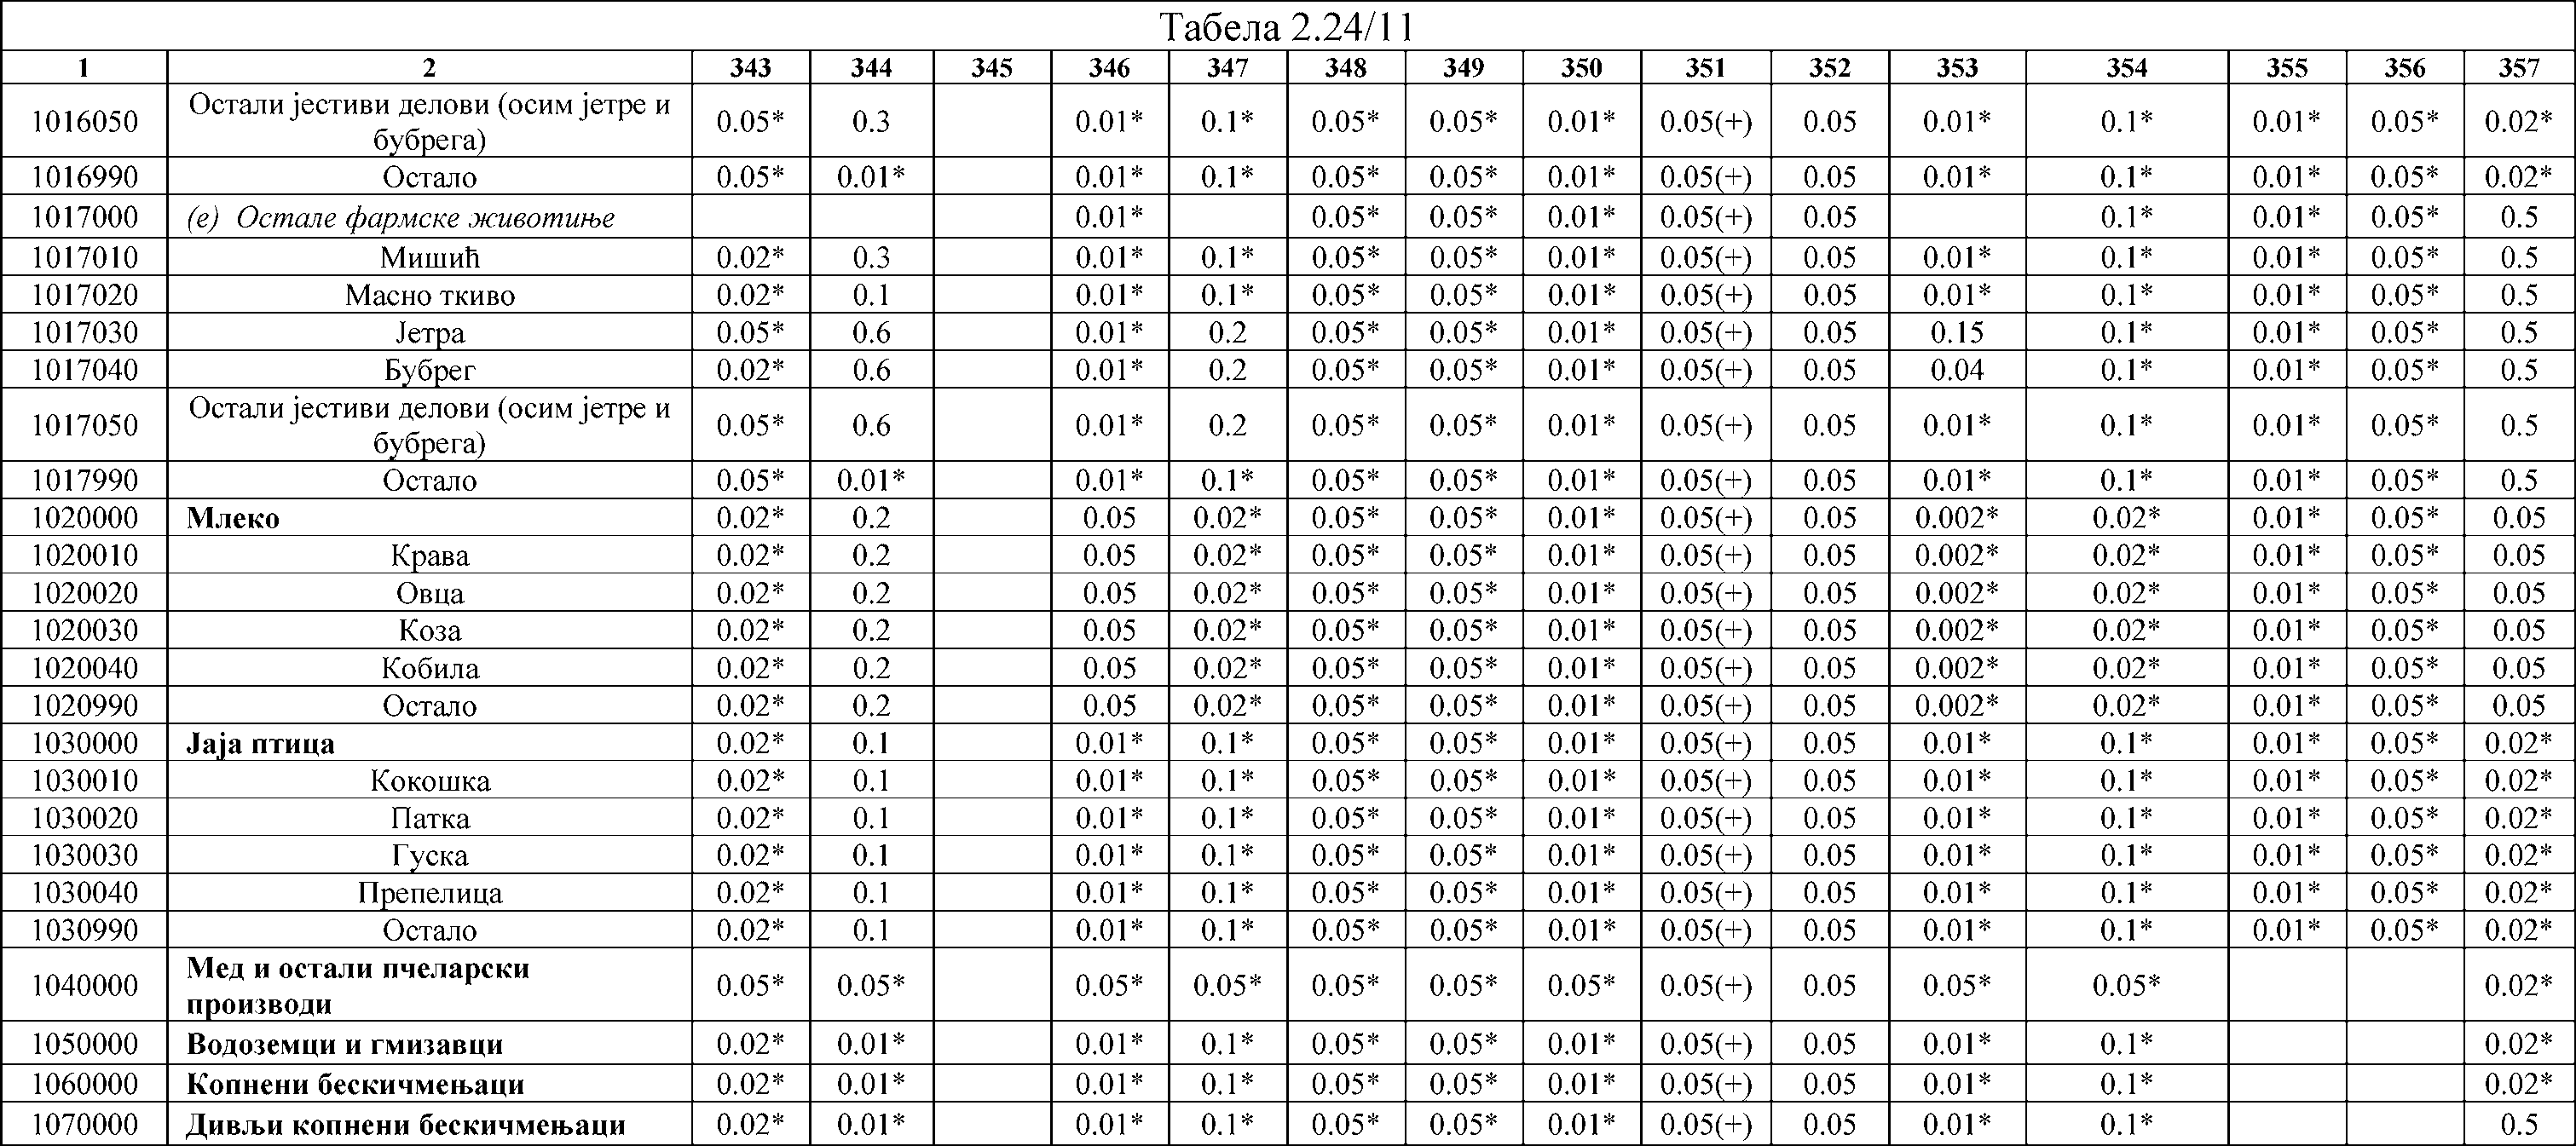 Табела 2.24/11
1 2 343 344 345 346 347 348 349 350 351 352 353 354 355 356 357
1016050 Остали јестиви делови (осим јетре и бубрега) 0.05* 0.3 0.01* 0.1* 0.05* 0.05* 0.01* 0.05(+) 0.05 0.01* 0.1* 0.01* 0.05* 0.02*
1016990 Остало 0.05* 0.01* 0.01* 0.1* 0.05* 0.05* 0.01* 0.05(+) 0.05 0.01* 0.1* 0.01* 0.05* 0.02*
1017000 (е) Остале фармске животиње 0.01* 0.05* 0.05* 0.01* 0.05(+) 0.05 0.1* 0.01* 0.05* 0.5
1017010 Мишић 0.02* 0.3 0.01* 0.1* 0.05* 0.05* 0.01* 0.05(+) 0.05 0.01* 0.1* 0.01* 0.05* 0.5
1017020 Масно ткиво 0.02* 0.1 0.01* 0.1* 0.05* 0.05* 0.01* 0.05(+) 0.05 0.01* 0.1* 0.01* 0.05* 0.5
1017030 Јетра 0.05* 0.6 0.01* 0.2 0.05* 0.05* 0.01* 0.05(+) 0.05 0.15 0.1* 0.01* 0.05* 0.5
1017040 Бубрег 0.02* 0.6 0.01* 0.2 0.05* 0.05* 0.01* 0.05(+) 0.05 0.04 0.1* 0.01* 0.05* 0.5
1017050 Остали јестиви делови (осим јетре и бубрега) 0.05* 0.6 0.01* 0.2 0.05* 0.05* 0.01* 0.05(+) 0.05 0.01* 0.1* 0.01* 0.05* 0.5
1017990 Остало 0.05* 0.01* 0.01* 0.1* 0.05* 0.05* 0.01* 0.05(+) 0.05 0.01* 0.1* 0.01* 0.05* 0.5
1020000 Млеко 0.02* 0.2 0.05 0.02* 0.05* 0.05* 0.01* 0.05(+) 0.05 0.002* 0.02* 0.01* 0.05* 0.05
1020010 Крава 0.02* 0.2 0.05 0.02* 0.05* 0.05* 0.01* 0.05(+) 0.05 0.002* 0.02* 0.01* 0.05* 0.05
1020020 Овца 0.02* 0.2 0.05 0.02* 0.05* 0.05* 0.01* 0.05(+) 0.05 0.002* 0.02* 0.01* 0.05* 0.05
1020030 Коза 0.02* 0.2 0.05 0.02* 0.05* 0.05* 0.01* 0.05(+) 0.05 0.002* 0.02* 0.01* 0.05* 0.05
1020040 Кобила 0.02* 0.2 0.05 0.02* 0.05* 0.05* 0.01* 0.05(+) 0.05 0.002* 0.02* 0.01* 0.05* 0.05
1020990 Остало 0.02* 0.2 0.05 0.02* 0.05* 0.05* 0.01* 0.05(+) 0.05 0.002* 0.02* 0.01* 0.05* 0.05
1030000 Јаја птица 0.02* 0.1 0.01* 0.1* 0.05* 0.05* 0.01* 0.05(+) 0.05 0.01* 0.1* 0.01* 0.05* 0.02*
1030010 Кокошка 0.02* 0.1 0.01* 0.1* 0.05* 0.05* 0.01* 0.05(+) 0.05 0.01* 0.1* 0.01* 0.05* 0.02*
1030020 Патка 0.02* 0.1 0.01* 0.1* 0.05* 0.05* 0.01* 0.05(+) 0.05 0.01* 0.1* 0.01* 0.05* 0.02*
1030030 Гуска 0.02* 0.1 0.01* 0.1* 0.05* 0.05* 0.01* 0.05(+) 0.05 0.01* 0.1* 0.01* 0.05* 0.02*
1030040 Препелица 0.02* 0.1 0.01* 0.1* 0.05* 0.05* 0.01* 0.05(+) 0.05 0.01* 0.1* 0.01* 0.05* 0.02*
1030990 Остало 0.02* 0.1 0.01* 0.1* 0.05* 0.05* 0.01* 0.05(+) 0.05 0.01* 0.1* 0.01* 0.05* 0.02*
1040000 Мед и остали пчеларски производи 0.05* 0.05* 0.05* 0.05* 0.05* 0.05* 0.05* 0.05(+) 0.05 0.05* 0.05* 0.02*
1050000 Водоземци и гмизавци 0.02* 0.01* 0.01* 0.1* 0.05* 0.05* 0.01* 0.05(+) 0.05 0.01* 0.1* 0.02*
1060000 Копнени бескичмењаци 0.02* 0.01* 0.01* 0.1* 0.05* 0.05* 0.01* 0.05(+) 0.05 0.01* 0.1* 0.02*
1070000 Дивљи копнени бескичмењаци 0.02* 0.01* 0.01* 0.1* 0.05* 0.05* 0.01* 0.05(+) 0.05 0.01* 0.1* 0.5